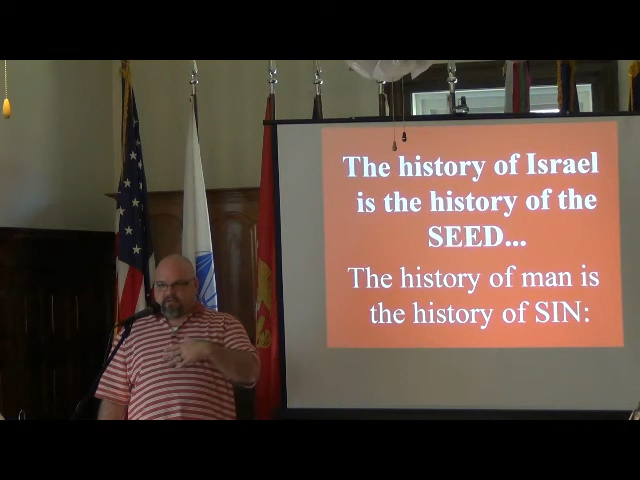 The history of Israel
is the history of the
SEED...
The history of man is
the history of SIN: